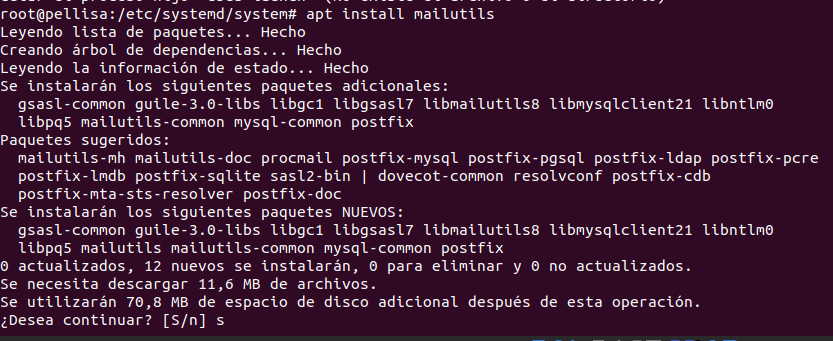 root@pellisa:/etc/systemd/system# apt install mailutils
Leyendo lista de paquetes... Hecho
Creando árbol de dependencias... Hecho
Leyendo la información de estado... Hecho
Se instalarán los siguientes paquetes adicionales:
  gsasl-common guile-3.0-libs libgc1 libgsasl7 libmailutils8 libmysqlclient21 libntlm0
  libpq5 mailutils-common mysql-common postfix
Paquetes sugeridos:
  mailutils-mh mailutils-doc procmail postfix-mysql postfix-pgsql postfix-ldap postfix-pcre
  postfix-lmdb postfix-sqlite sasl2-bin | dovecot-common resolvconf postfix-cdb
  postfix-mta-sts-resolver postfix-doc
Se instalarán los siguientes paquetes NUEVOS:
  gsasl-common guile-3.0-libs libgc1 libgsasl7 libmailutils8 libmysqlclient21 libntlm0
  libpq5 mailutils mailutils-common mysql-common postfix
0 actualizados, 12 nuevos se instalarán, 0 para eliminar y 0 no actualizados.
Se necesita descargar 11,6 MB de archivos.
Se utilizarán 70,8 MB de espacio de disco adicional después de esta operación.
¿Desea continuar? [S/n] s